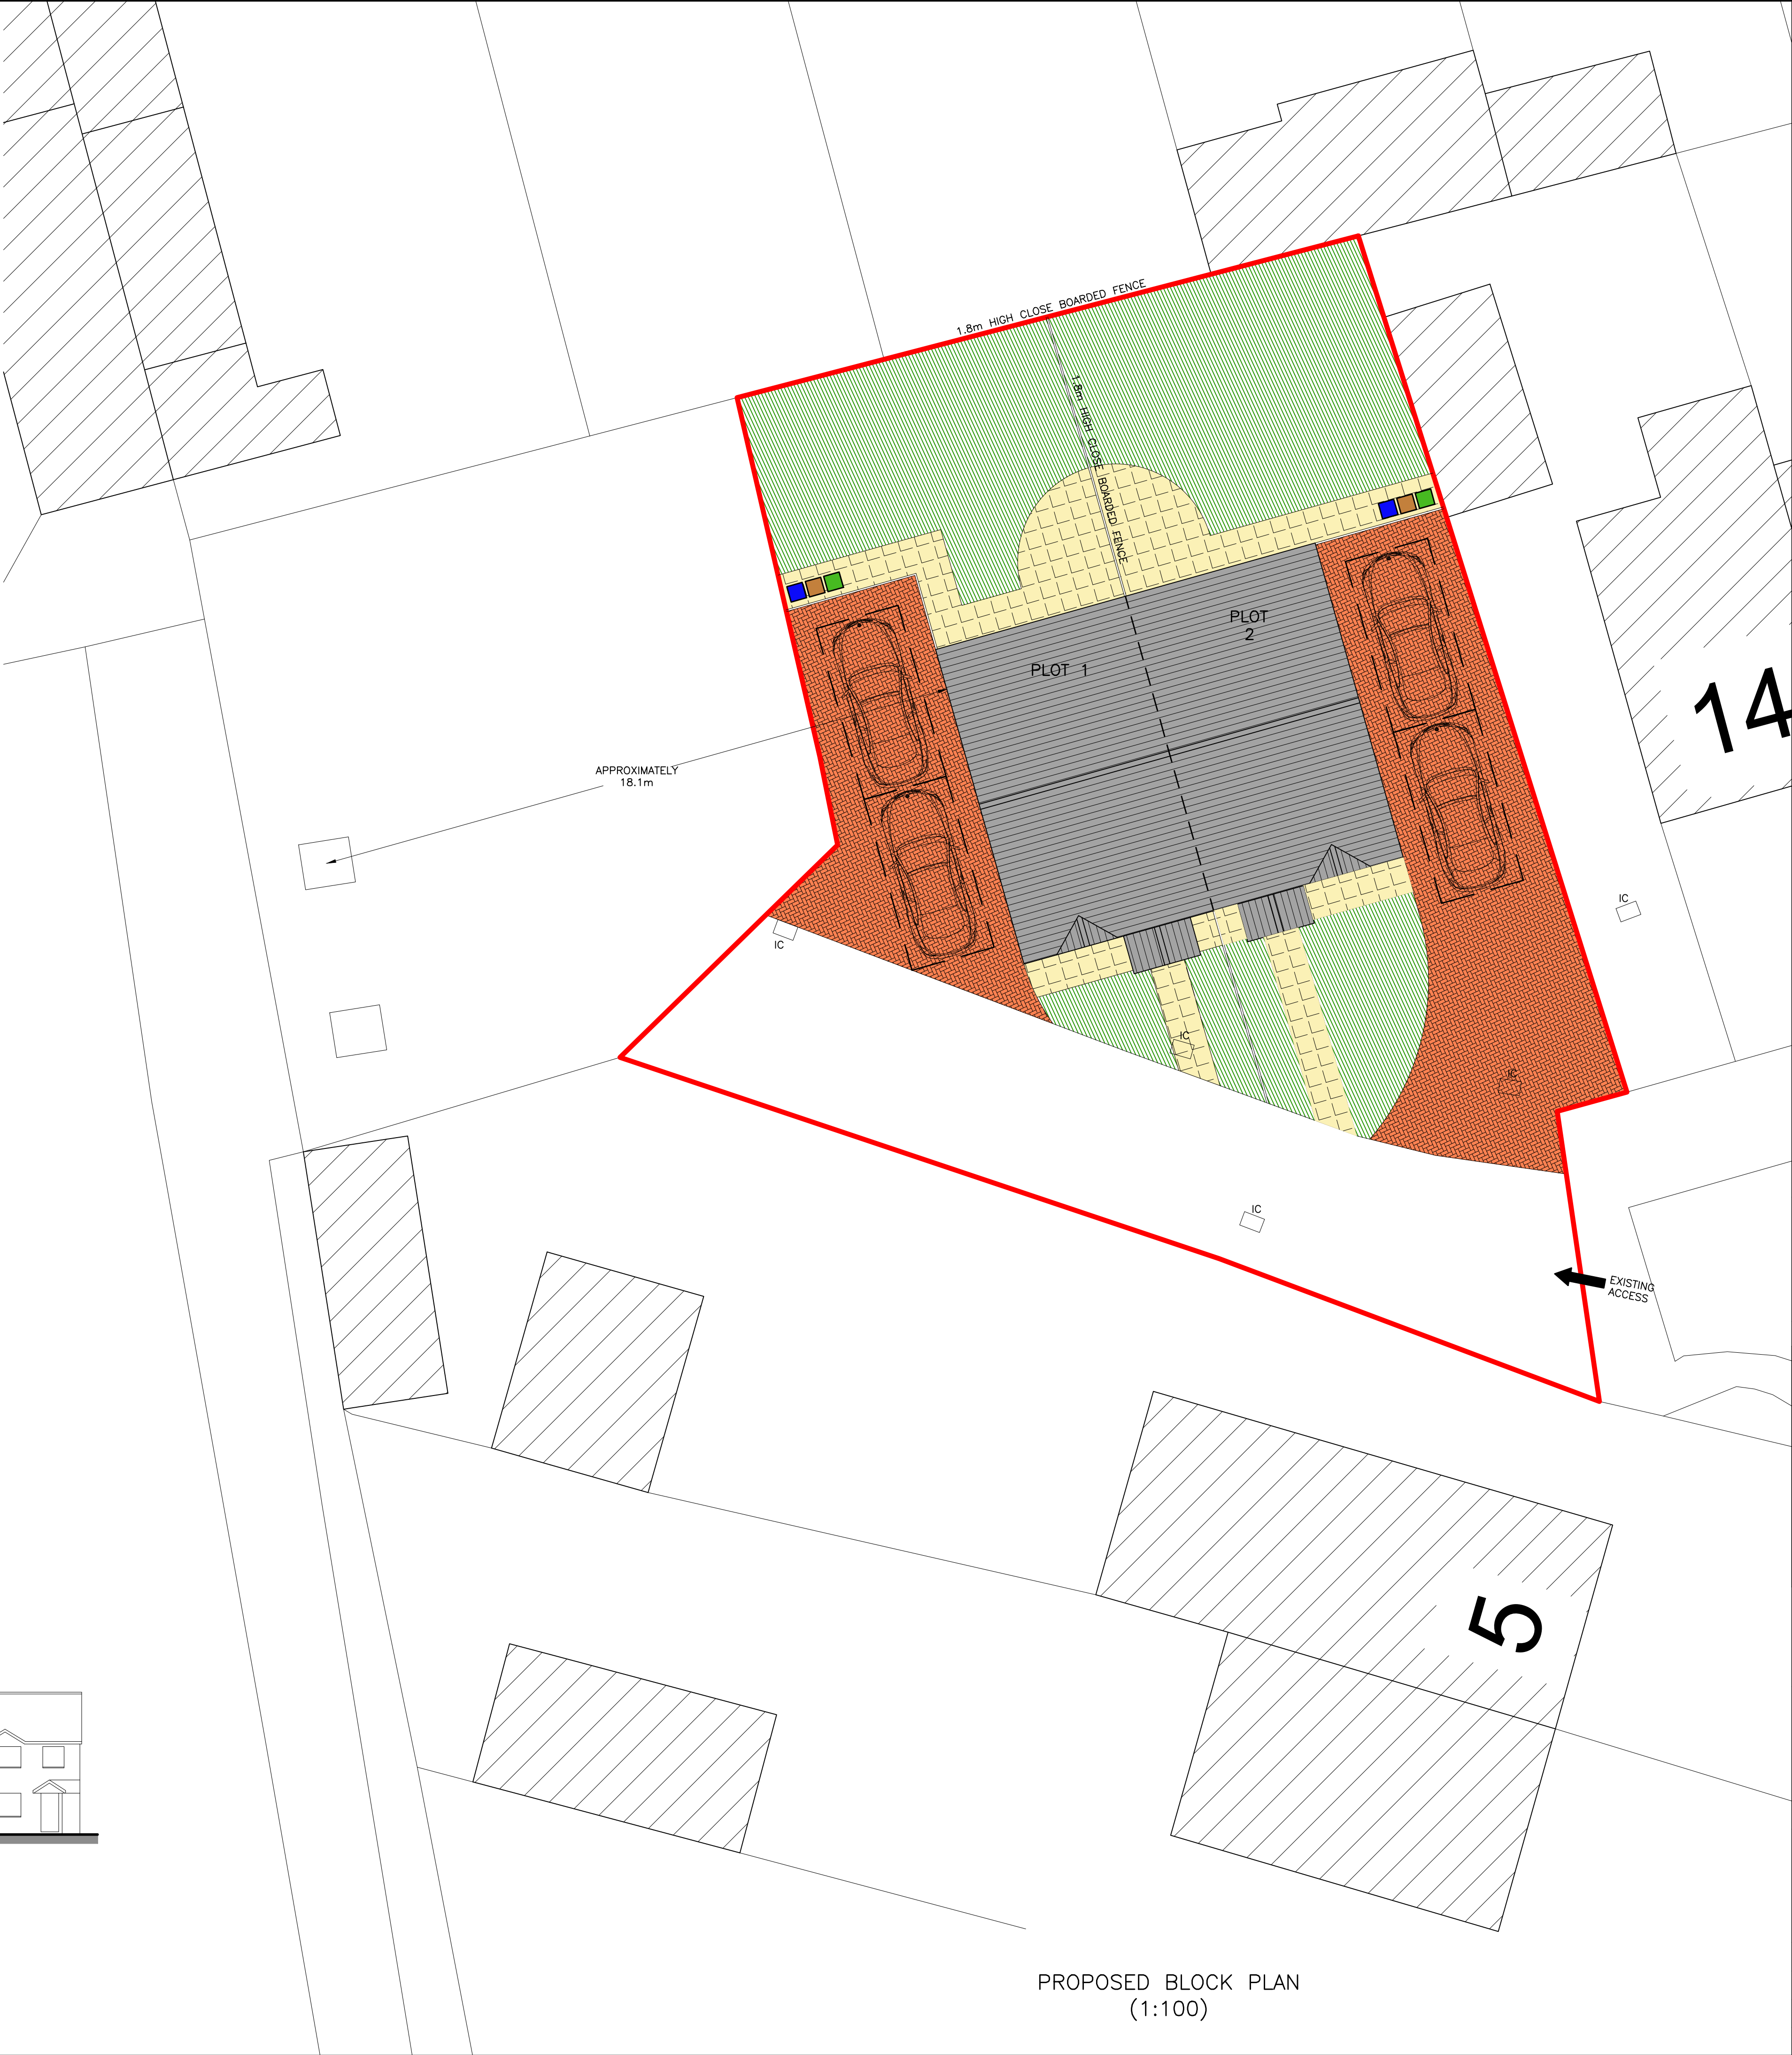 1.8m HIGH CLOSE BOARDED FENCE
1.8m HIGH CLOSE BOARDED FENCE
PLOT
2
PLOT 1
14
APPROXIMATELY
18.1m
IC
IC
IC
IC
IC
EXISTING
ACCESS
5
PROPOSED BLOCK PLAN
(1:100)